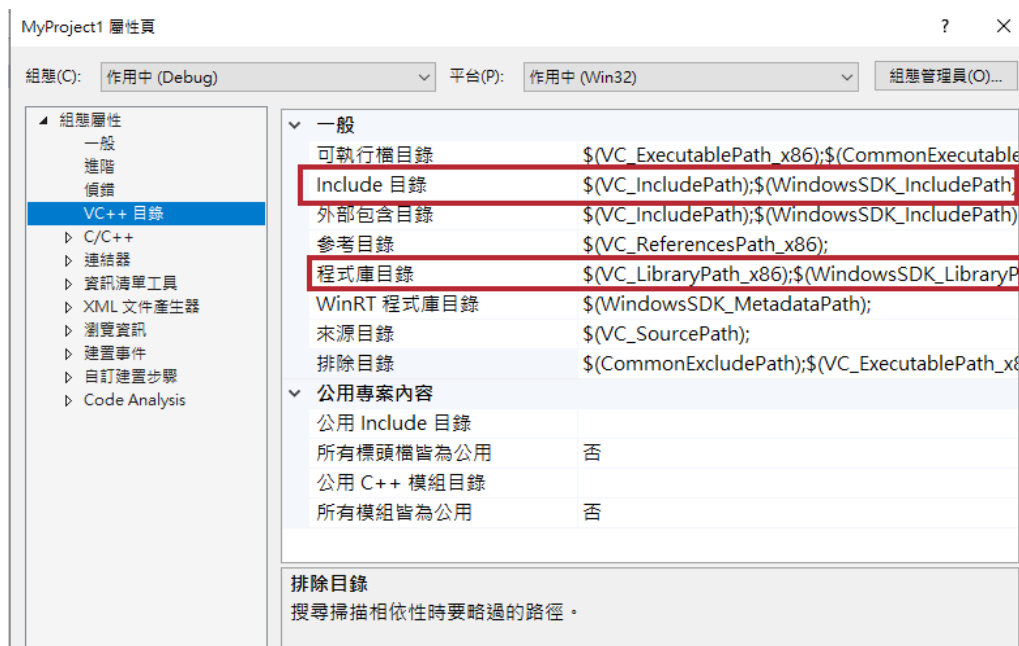 MyProject1 屬性頁 ? ×
組態(C): 作用中 (Debug) 平台(P): 作用中 (Win32) 組態管理員(O)...
組態屬性
一般
進階
偵錯
VC++ 目錄
C/C++
連結器
資訊清單工具
XML 文件產生器
瀏覽資訊
建置事件
自訂建置步驟
Code Analysis
一般
可執行檔目錄 $(VC_ExecutablePath_x86);$(CommonExecutable
Include 目錄 $(VC_IncludePath);$(WindowsSDK_IncludePath)
外部包含目錄 $(VC_IncludePath);$(WindowsSDK_IncludePath)
參考目錄 $(VC_ReferencesPath_x86);
程式庫目錄 $(VC_LibraryPath_x86);$(WindowsSDK_LibraryP
WinRT 程式庫目錄 $(WindowsSDK_MetadataPath);
來源目錄 $(VC_SourcePath);
排除目錄 $(CommonExcludePath);$(VC_ExecutablePath_x8
公用專案內容
公用 Include 目錄
所有標頭檔皆為公用 否
公用 C++ 模組目錄
所有模組皆為公用 否
排除目錄
搜尋掃描相依性時要略過的路徑。